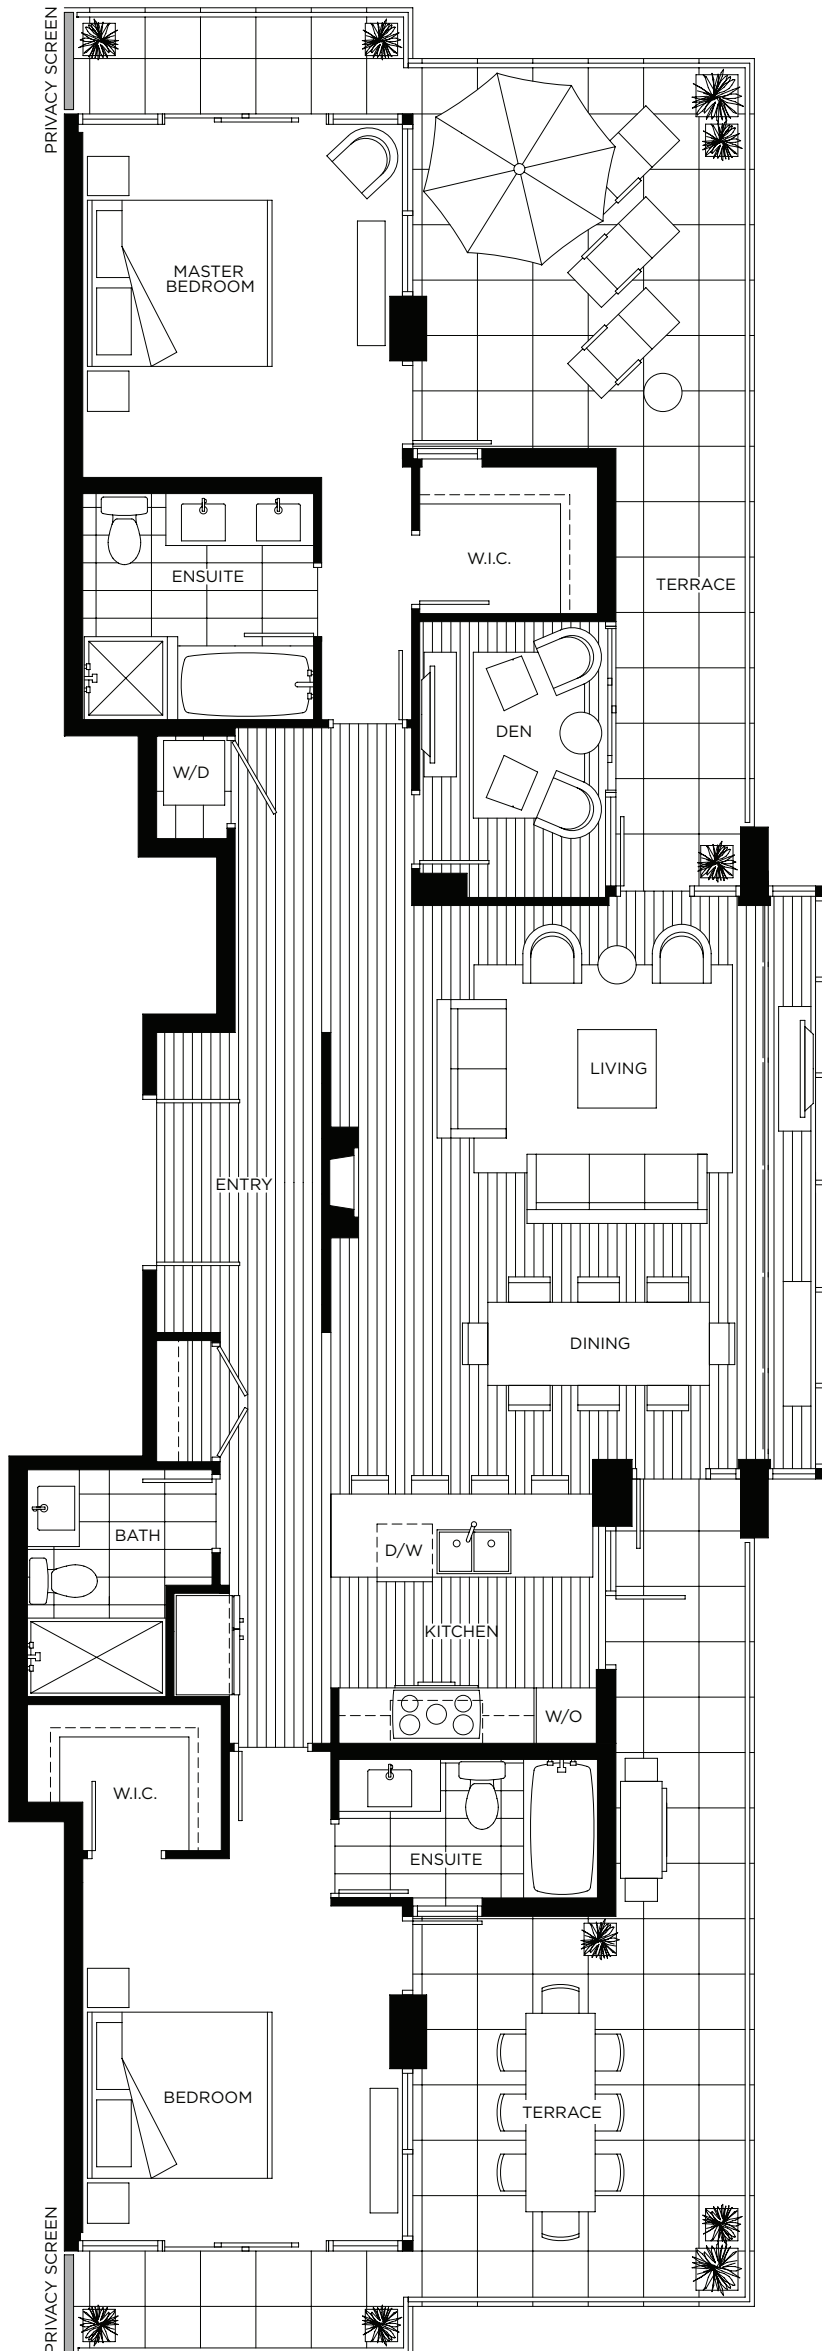 PRIVACY SCREEN
MASTER
BEDROOM
ENSUITE
W.I.C.
TERRACE
DEN
W/D
LIVING
ENTRY
DINING
BATH
D/W
KITCHEN
W/O
W.I.C.
ENSUITE
BEDROOM
TERRACE
PRIVACY SCREEN